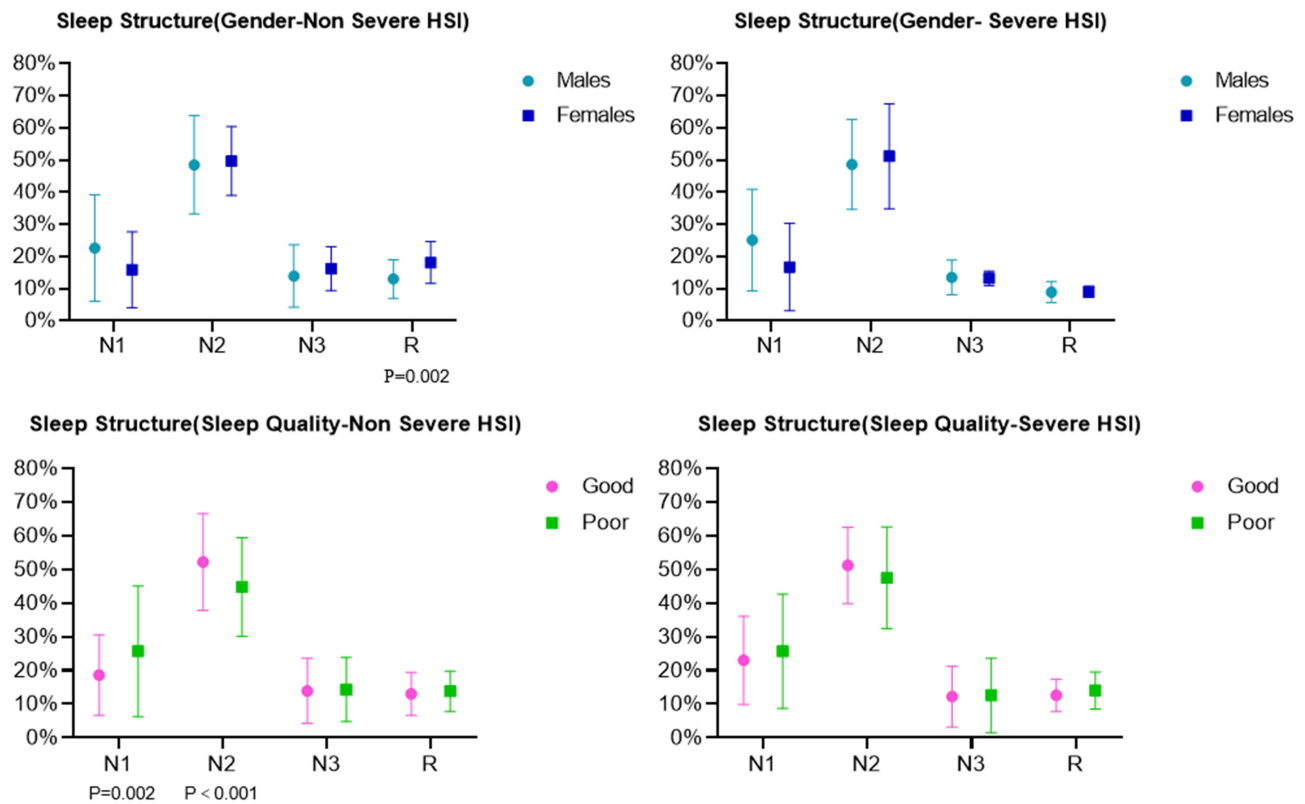 Sleep Structure(Gender-Non Severe HSI)
80%
70%
60%
50%
40%
30%
20%
10%
0%
N1 N2 N3 R
P=0.002
Males
Females
Sleep Structure(Gender- Severe HSI)
80%
70%
60%
50%
40%
30%
20%
10%
0%
N1 N2 N3 R
Males
Females
Sleep Structure(Sleep Quality-Non Severe HSI)
80%
70%
60%
50%
40%
30%
20%
10%
0%
N1 N2 N3 R
P=0.002 P<0.001
Good
Poor
Sleep Structure(Sleep Quality-Severe HSI)
80%
70%
60%
50%
40%
30%
20%
10%
0%
N1 N2 N3 R
Good
Poor